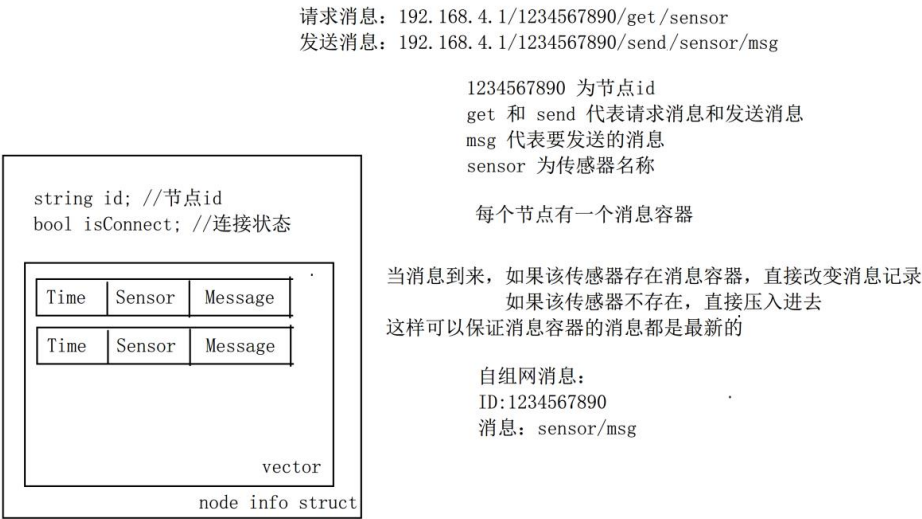 请求消息：192.168.4.1/1234567890/get/sensor
发送消息：192.168.4.1/1234567890/send/sensor/msg
1234567890 为节点id
get 和 send 代表请求消息和发送消息
msg 代表要发送的消息
sensor 为传感器名称
每个节点有一个消息容器
当消息到来，如果该传感器存在消息容器，直接改变消息记录
如果该传感器不存在，直接压入进去
这样可以保证消息容器的消息都是最新的
自组网消息：
ID:1234567890
消息：sensor/msg
string id; //节点id
bool isConnect; //连接状态
Time Sensor Message
Time Sensor Message
vector
node info struct